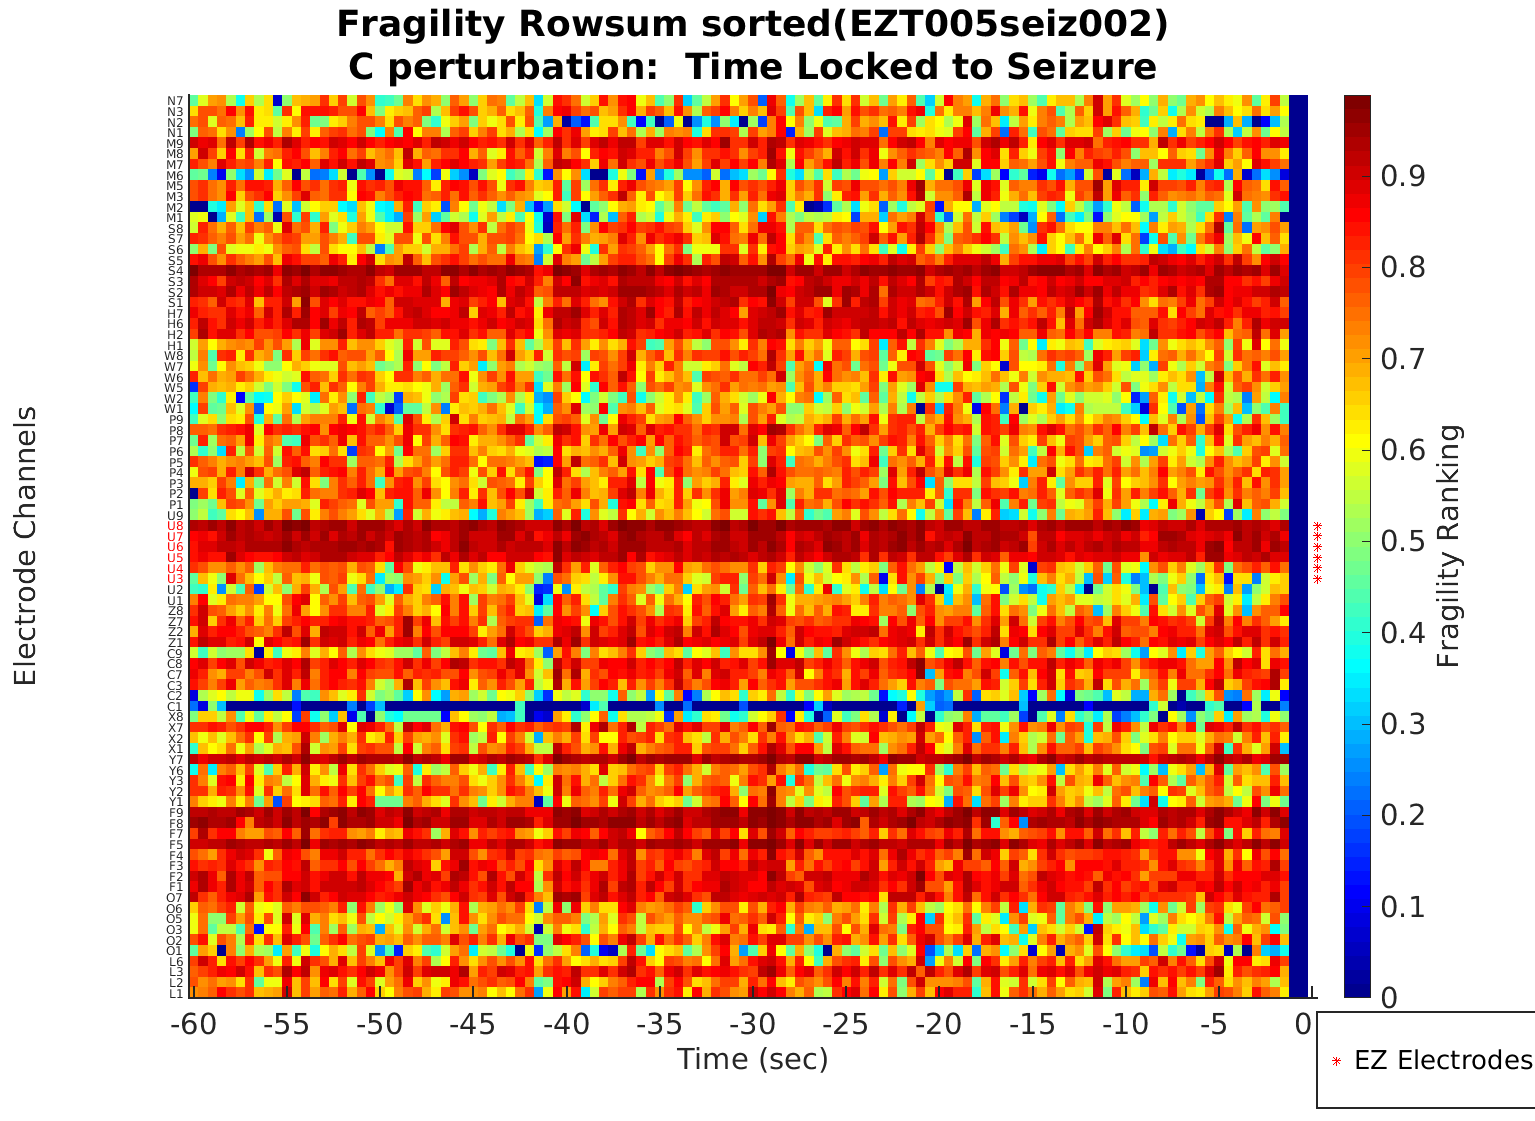 Fragility Rowsum sorted(EZT005seiz002)
C perturbation:  Time Locked to Seizure
Electrode Channels
N7
N3
N2
N1
M9
M8
M7
M6
M5
M3
M2
M1
S8
S7
S6
S5
S4
S3
S2
S1
H7
H6
H2
H1
W8
W7
W6
W5
W2
W1
P9
P8
P7
P6
P5
P4
P3
P2
P1
U9
U8
U7
U6
U5
U4
U3
U2
U1
Z8
Z7
Z2
Z1
C9
C8
C7
C3
C2
C1
X8
X7
X2
X1
Y7
Y6
Y3
Y2
Y1
F9
F8
F7
F5
F4
F3
F2
F1
O7
O6
O5
O3
O2
O1
L6
L3
L2
L1
-60 -55 -50 -45 -40 -35 -30 -25 -20 -15 -10 -5 0
Time (sec)
0.9
0.8
0.7
0.6
0.5
0.4
0.3
0.2
0.1
0
Fragility Ranking
EZ Electrodes